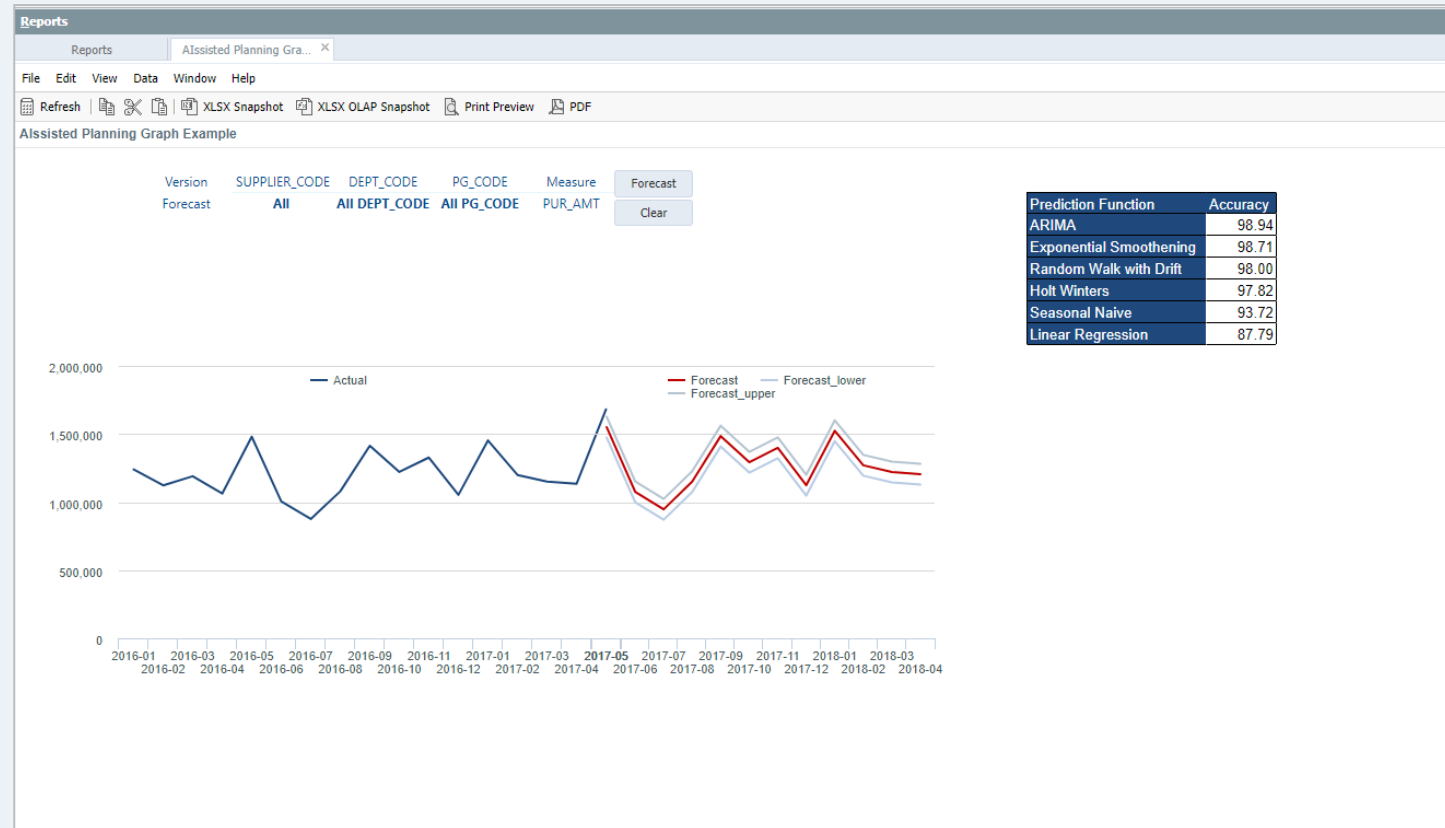 Reports
Reports AIssisted Planning Gra... ×
File Edit View Data Window Help
Refresh XLSX Snapshot XLSX OLAP Snapshot Print Preview PDF
AIssisted Planning Graph Example
Version SUPPLIER_CODE DEPT_CODE PG_CODE Measure Forecast
Forecast All All DEPT_CODE All PG_CODE PUR_AMT Clear
Prediction Function Accuracy
ARIMA 98.94
Exponential Smoothening 98.71
Random Walk with Drift 98.00
Holt Winters 97.82
Seasonal Naive 93.72
Linear Regression 87.79
2,000,000
Actual Forecast Forecast_lower
Forecast_upper
1,500,000
1,000,000
500,000
0
2016-01 2016-03 2016-05 2016-07 2016-09 2016-11 2017-01 2017-03 2017-05 2017-07 2017-09 2017-11 2018-01 2018-03
2016-02 2016-04 2016-06 2016-08 2016-10 2016-12 2017-02 2017-04 2017-06 2017-08 2017-10 2017-12 2018-02 2018-04